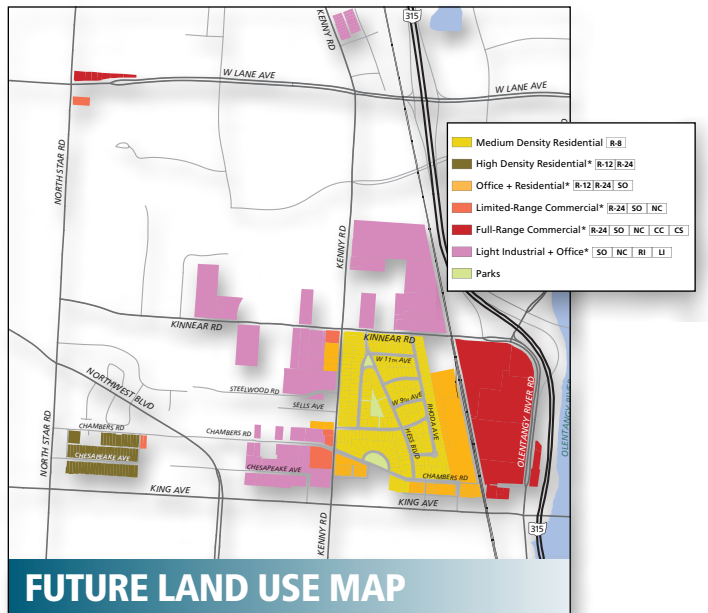 315
KENNY RD
W LANE AVE
W LANE AVE
NORTH STAR RD
Medium Density Residential R-8
High Density Residential* R-12 R-24
Office + Residential* R-12 R-24 SO
Limited-Range Commercial* R-24 SO NC
Full-Range Commercial* R-24 SO NC CC CS
Light Industrial + Office* SO NC RI LI
Parks
KENNY RD
KINNEAR RD
KINNEAR RD
W 11TH AVE
NORTHWEST BLVD
STEELWOOD RD
SELLS AVE
W 9TH AVE
RHODA AVE
HESS BLVD
OLENTANGY RIVER RD
OLENTANGY RIVER
CHAMBERS RD
CHAMBERS RD
CHESAPEAKE AVE
CHESAPEAKE AVE
CHAMBERS RD
NORTH STAR RD
KING AVE
KING AVE
KENNY RD
315
FUTURE LAND USE MAP